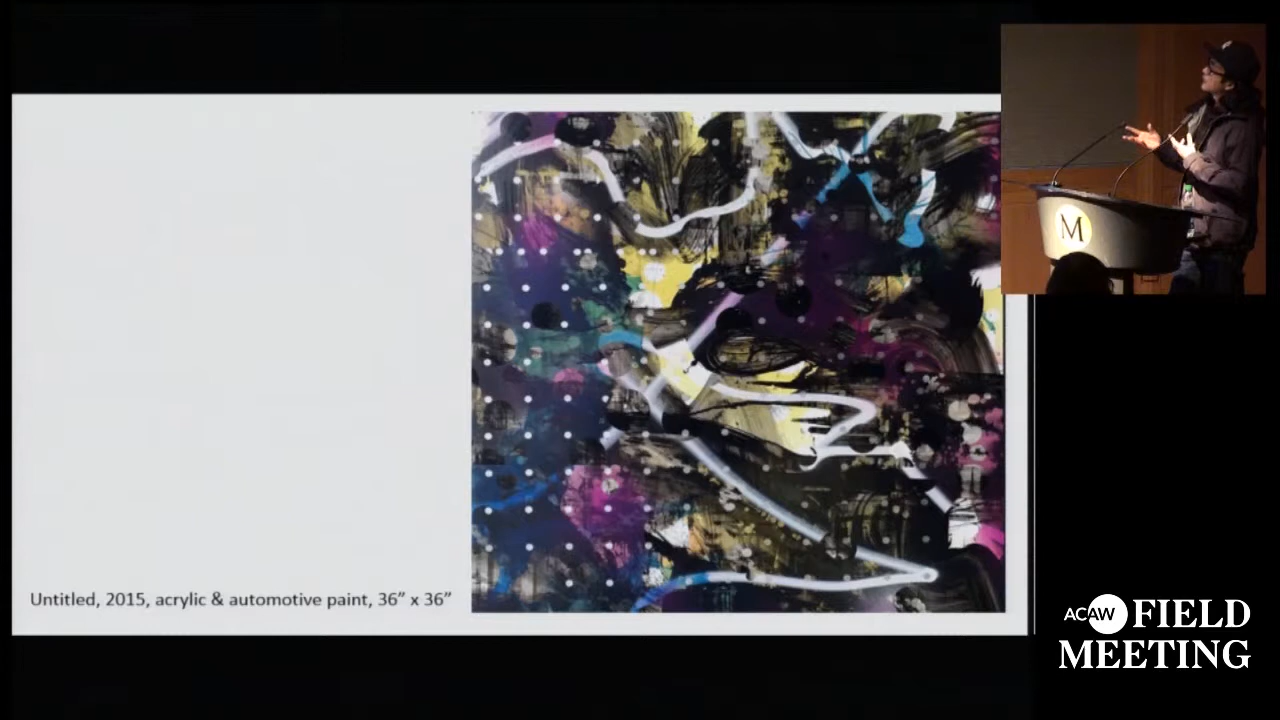 Untitled, 2015, acrylic & automotive paint, 36” x 36”
M
ACAW FIELD
MEETING